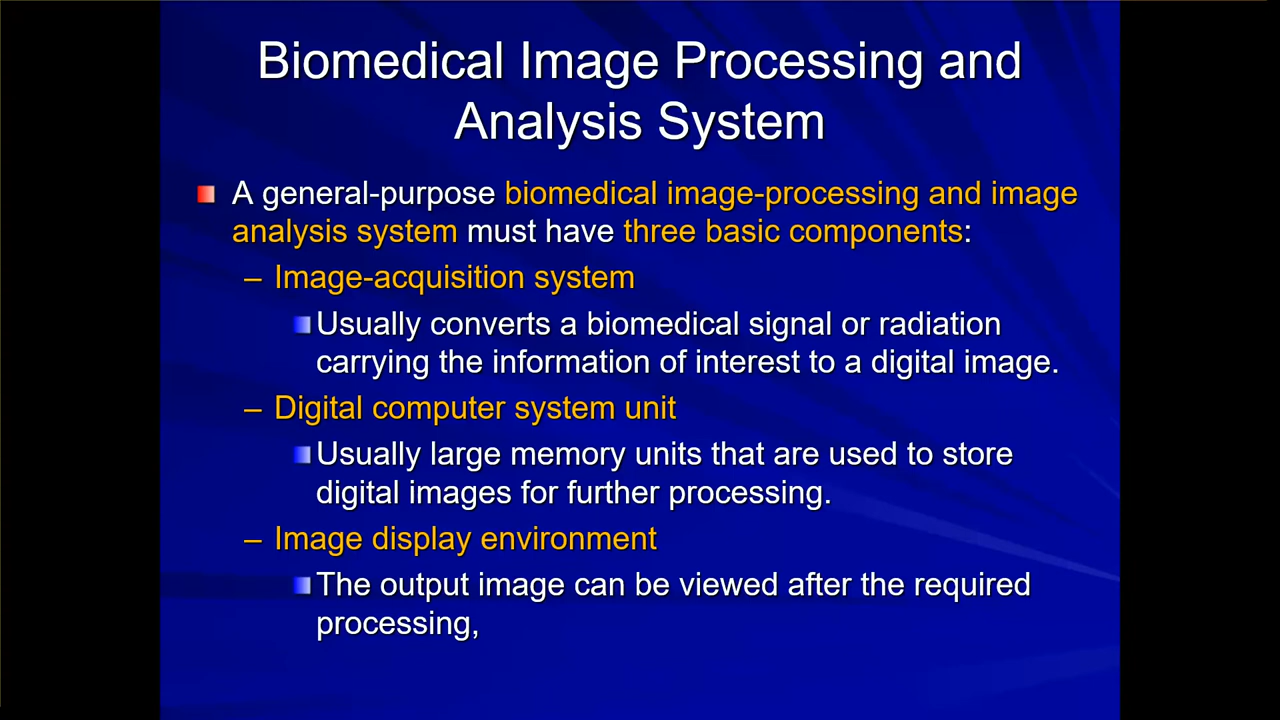 Biomedical Image Processing and
Analysis System
A general-purpose biomedical image-processing and image
analysis system must have three basic components:
– Image-acquisition system
Usually converts a biomedical signal or radiation
carrying the information of interest to a digital image.
– Digital computer system unit
Usually large memory units that are used to store
digital images for further processing.
– Image display environment
The output image can be viewed after the required
processing,